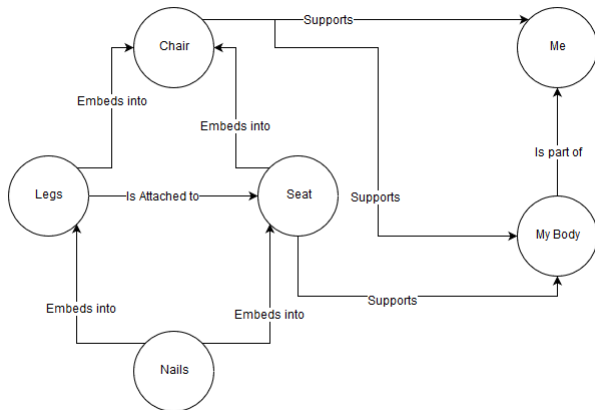 Supports
Chair
Me
Embeds into
Embeds into
Is part of
Legs
Is Attached to
Seat
Supports
My Body
Supports
Embeds into
Embeds into
Nails